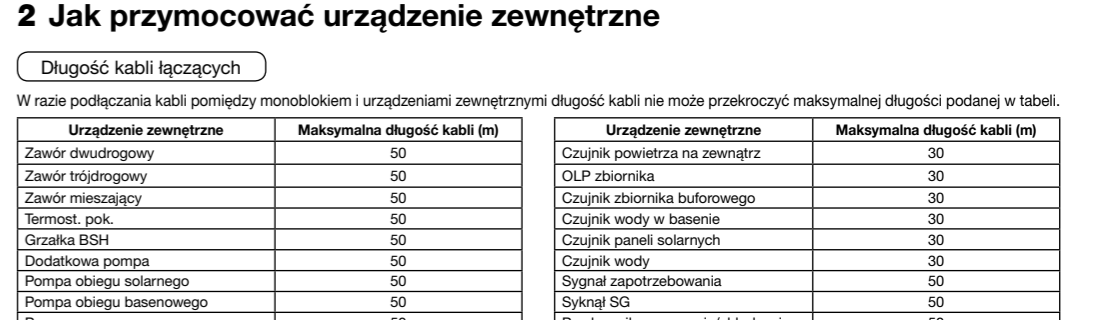 2 Jak przymocować urządzenie zewnętrzne
Długość kabli łączących
W razie podłączania kabli pomiędzy monoblokiem i urządzeniami zewnętrznymi długość kabli nie może przekroczyć maksymalnej długości podanej w tabeli.
Urządzenie zewnętrzne Maksymalna długość kabli (m)
Zawór dwudrogowy 50
Zawór trójdrogowy 50
Zawór mieszający 50
Termost. pok. 50
Grzałka BSH 50
Dodatkowa pompa 50
Pompa obiegu solarnego 50
Pompa obiegu basenowego 50
Urządzenie zewnętrzne Maksymalna długość kabli (m)
Czujnik powietrza na zewnątrz 30
OLP zbiornika 30
Czujnik zbiornika buforowego 30
Czujnik wody w basenie 30
Czujnik paneli solarnych 30
Czujnik wody 30
Sygnał zapotrzebowania 50
Syknął SG 50